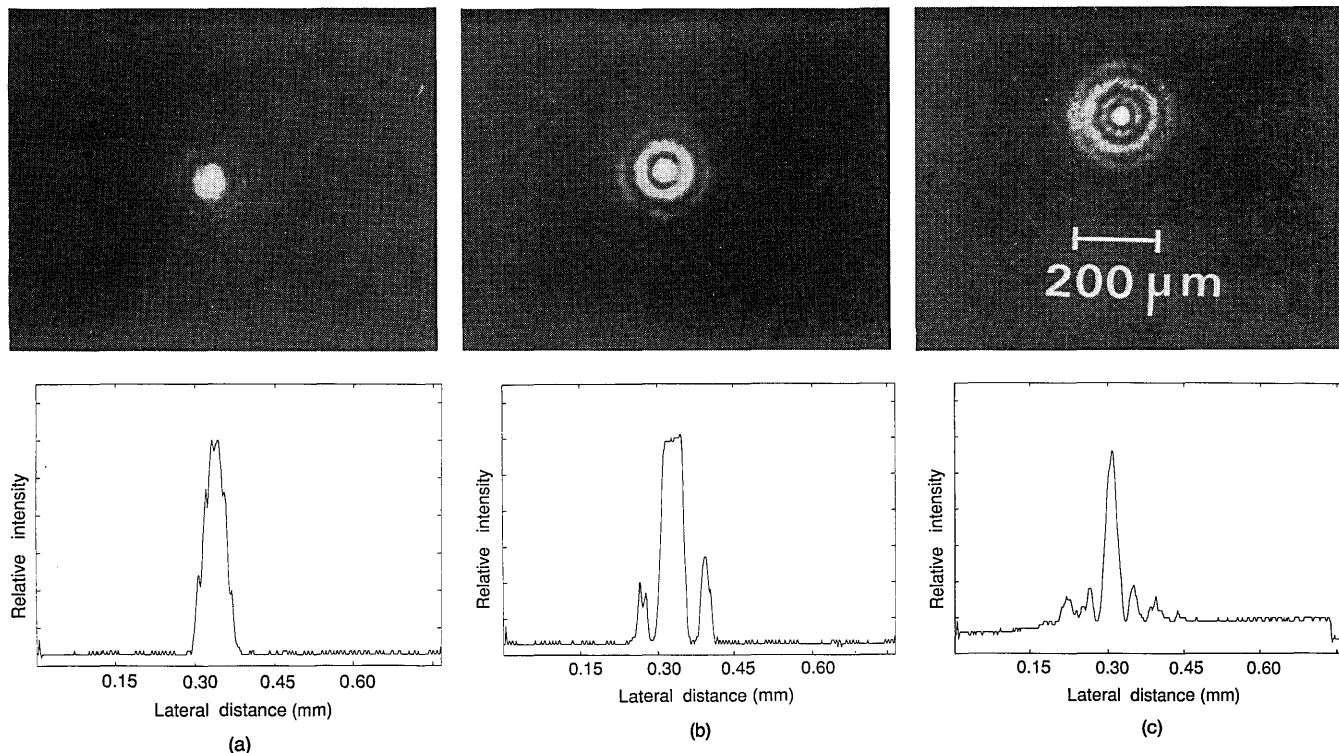 200 µm
Relative intensity
0.15 0.30 0.45 0.60
Lateral distance (mm)
(a)
Relative intensity
0.15 0.30 0.45 0.60
Lateral distance (mm)
(b)
Relative intensity
0.15 0.30 0.45 0.60
Lateral distance (mm)
(c)